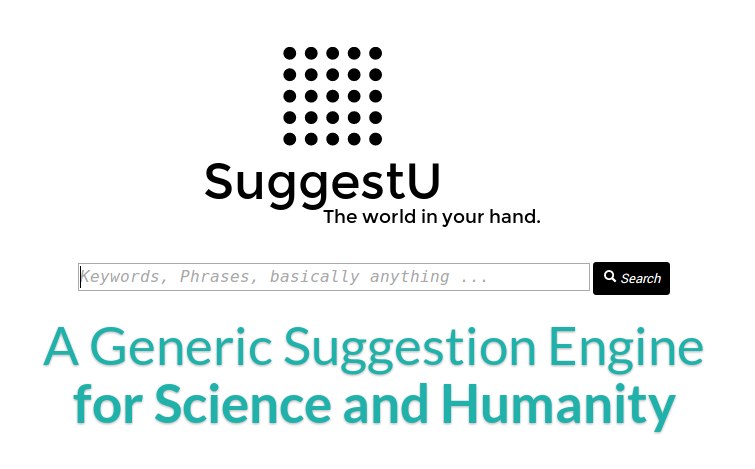 SuggestU
The world in your hand.
Keywords, Phrases, basically anything ...
Search
A Generic Suggestion Engine
for Science and Humanity